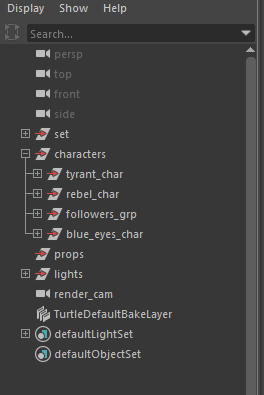 Display Show Help
Search...
persp
top
front
side
set
characters
tyrant_char
rebel_char
followers_grp
blue_eyes_char
props
lights
render_cam
TurtleDefaultBakeLayer
defaultLightSet
defaultObjectSet